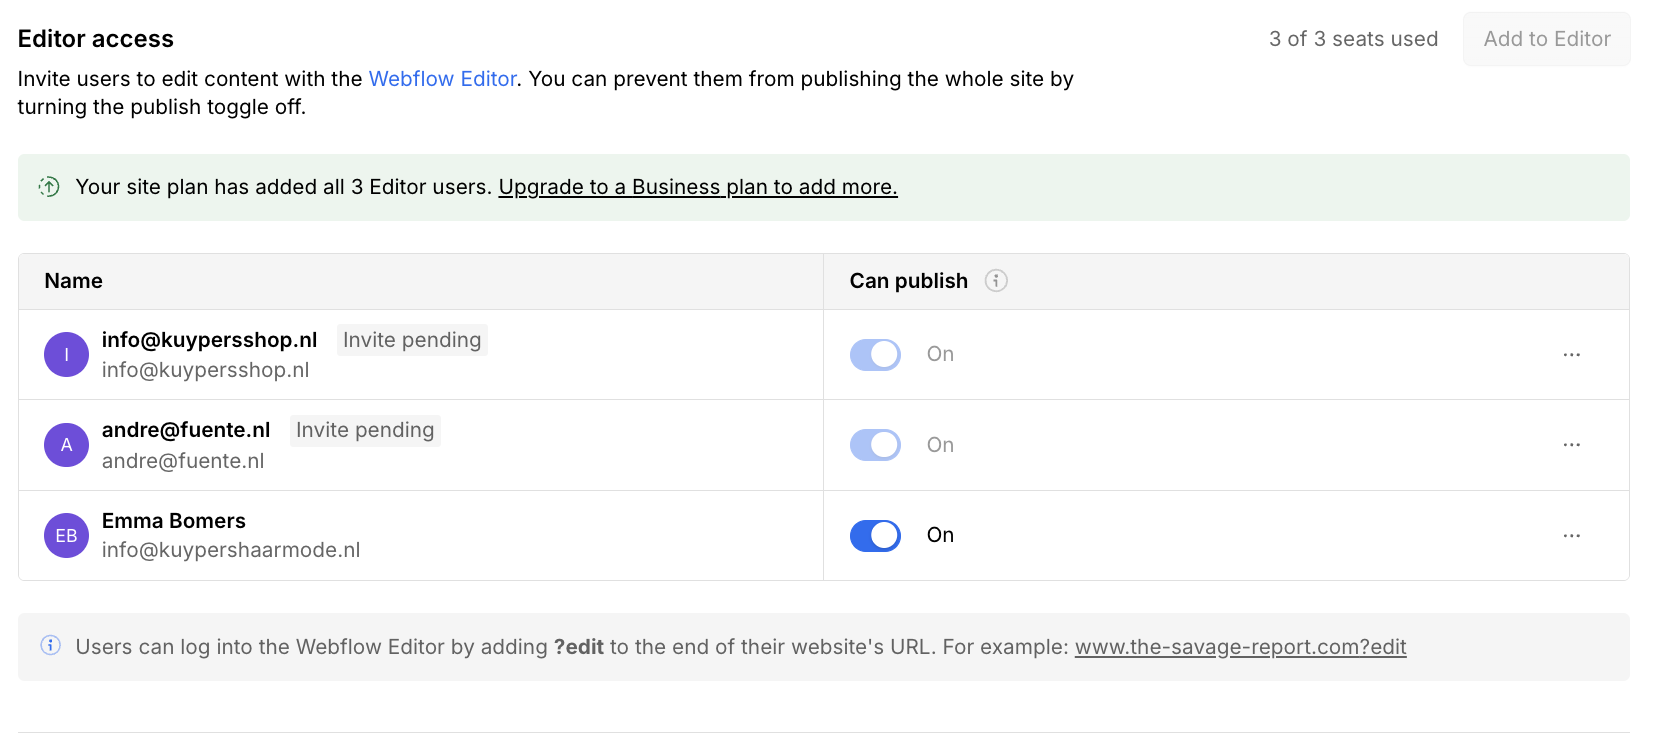 Editor access
3 of 3 seats used
Add to Editor
Invite users to edit content with the Webflow Editor. You can prevent them from publishing the whole site by
turning the publish toggle off.
Your site plan has added all 3 Editor users. Upgrade to a Business plan to add more.
Name
Can publish
I
info@kuypersshop.nl
Invite pending
info@kuypersshop.nl
On
A
andre@fuente.nl
Invite pending
andre@fuente.nl
On
EB
Emma Bomers
info@kuypershaarmode.nl
On
Users can log into the Webflow Editor by adding ?edit to the end of their website's URL. For example: www.the-savage-report.com?edit